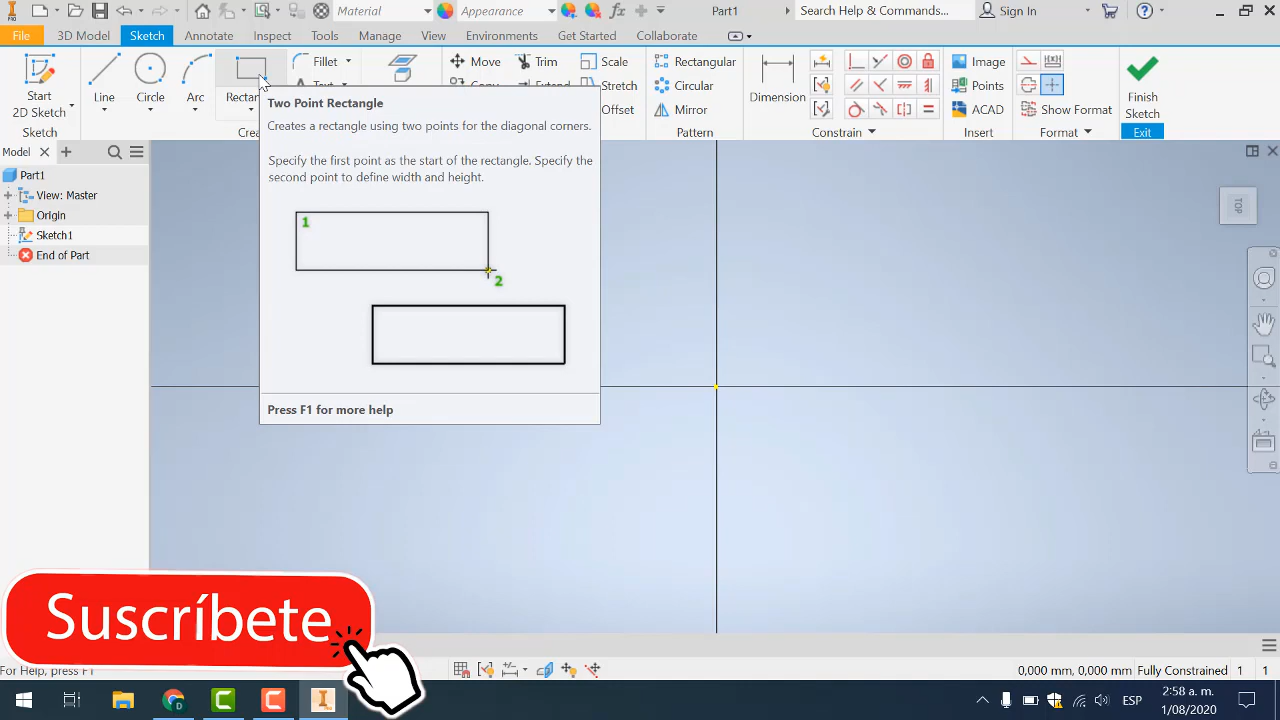 Material
Appearance
Part1
Search Help & Commands...
Sign In
File
3D Model
Sketch
Annotate
Inspect
Tools
Manage
View
Environments
Get Started
Collaborate
Start
2D Sketch
Line
Circle
Arc
Fillet
Move
Trim
Scale
Stretch
Offset
Rectangular
Circular
Mirror
Dimension
Image
Points
ACAD
Show Format
Finish
Sketch
Sketch
Pattern
Constrain
Insert
Format
Exit
Two Point Rectangle
Creates a rectangle using two points for the diagonal corners.
Specify the first point as the start of the rectangle. Specify the
second point to define width and height.
1
2
Press F1 for more help
Model
Part1
View: Master
Origin
Sketch1
End of Part
TOP
Suscríbete
For Help, press F1
0,000 mm, 0,000 mm
Fully Constrained
1
1
ESP
2:58 a. m.
1/08/2020